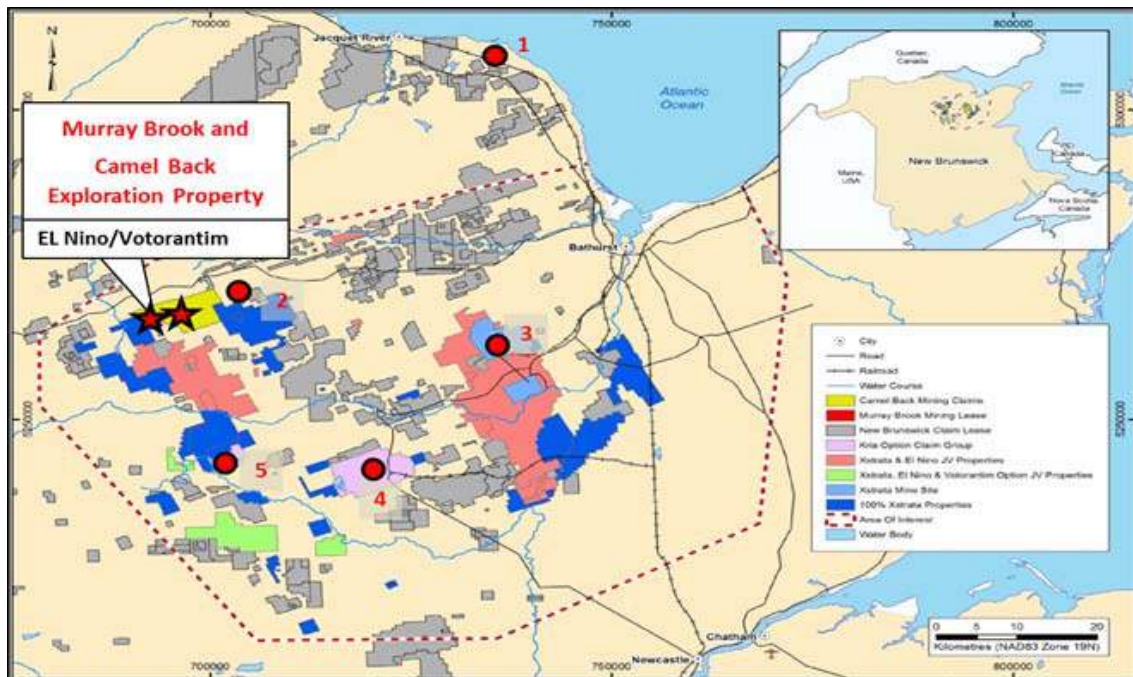 700000
750000
800000
N
Jacquet River
1
Atlantic
Ocean
Quebec,
Canada
New Brunswick
Maine,
USA
Nova Scotia,
Canada
Murray Brook and
Camel Back
Exploration Property
EL Nino/Votorantim
Bathurst
2
3
4
5
City
Road
Railroad
Water Course
Camel Back Mining Claims
Murray Brook Mining Lease
New Brunswick Claim Lease
Kria Option Claim Group
Xstrata & El Nino JV Properties
Xstrata, El Nino & Votorantim Option JV Properties
Xstrata Mine Site
100% Xstrata Properties
Area Of Interest
Water Body
5250000
Chatham
Newcastle
0 5 10 20
Kilometres (NAD83 Zone 19N)
700000
750000
800000